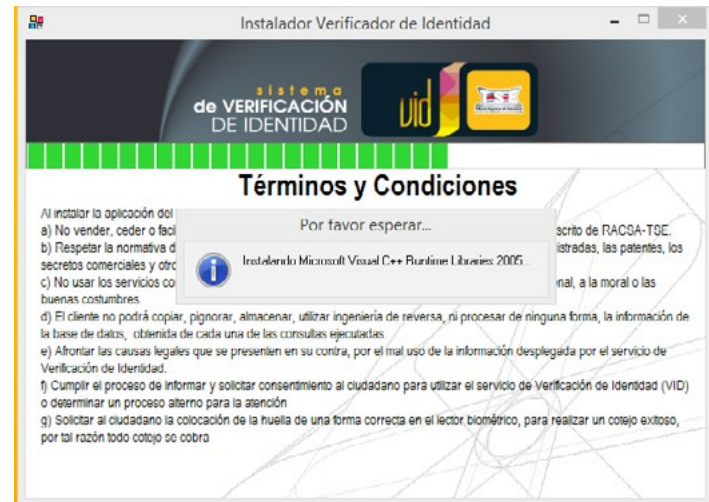 Instalador Verificador de Identidad
sistema
de VERIFICACIÓN
DE IDENTIDAD
vid
TSE
Términos y Condiciones
Al instalar la aplicación del
a) No vender, ceder o facil
scrito de RACSA-TSE.
b) Respetar la normativa d
istradas, las patentes, los
secretos comerciales y otro
c) No usar los servicios co
nal, a la moral o las
buenas costumbres.
Por favor esperar...
Instalando Microsoft Visual C++ Runtime Libraries 2005...
d) El cliente no podrá copiar, pignorar, almacenar, utilizar ingeniería de reversa, ni procesar de ninguna forma, la información de
la base de datos, obtenida de cada una de las consultas ejecutadas
e) Afrontar las causas legales que se presenten en su contra, por el mal uso de la información desplegada por el servicio de
Verificación de Identidad.
f) Cumplir el proceso de informar y solicitar consentimiento al ciudadano para utilizar el servicio de Verificación de Identidad (VID)
o determinar un proceso alterno para la atención
g) Solicitar al ciudadano la colocación de la huella de una forma correcta en el lector biométrico, para realizar un cotejo exitoso,
por tal razón todo cotejo se cobra